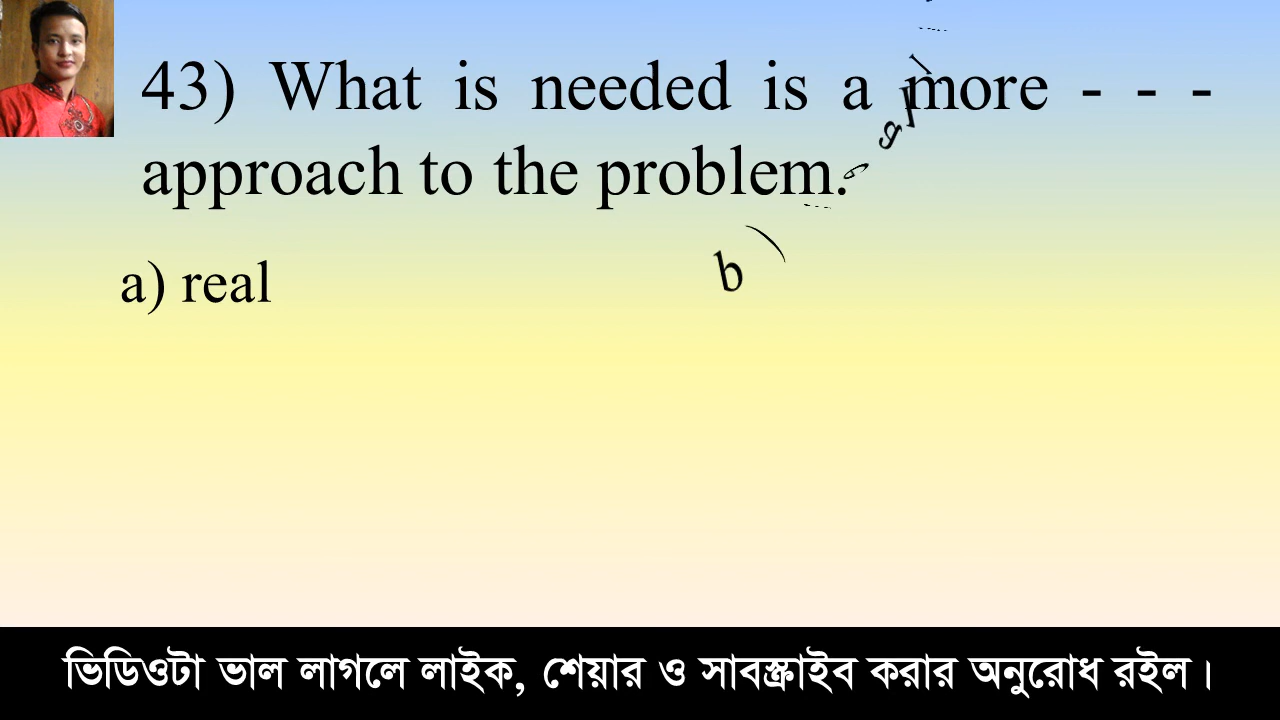 43) What is needed is a more - - -
approach to the problem.
a) real
b)
ভিডিওটা ভাল লাগলে লাইক, শেয়ার ও সাবস্ক্রাইব করার অনুরোধ রইল।